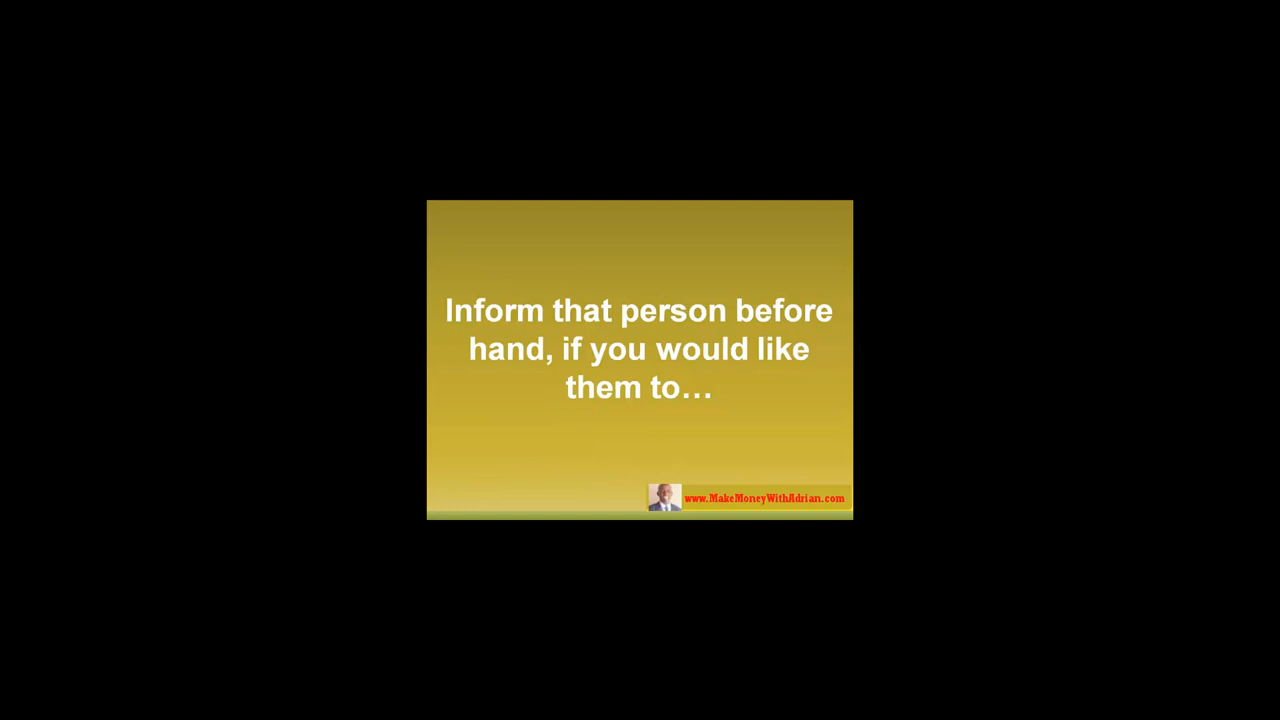 Inform that person before
hand, if you would like
them to…
www.MakeMoneyWithAdrian.com